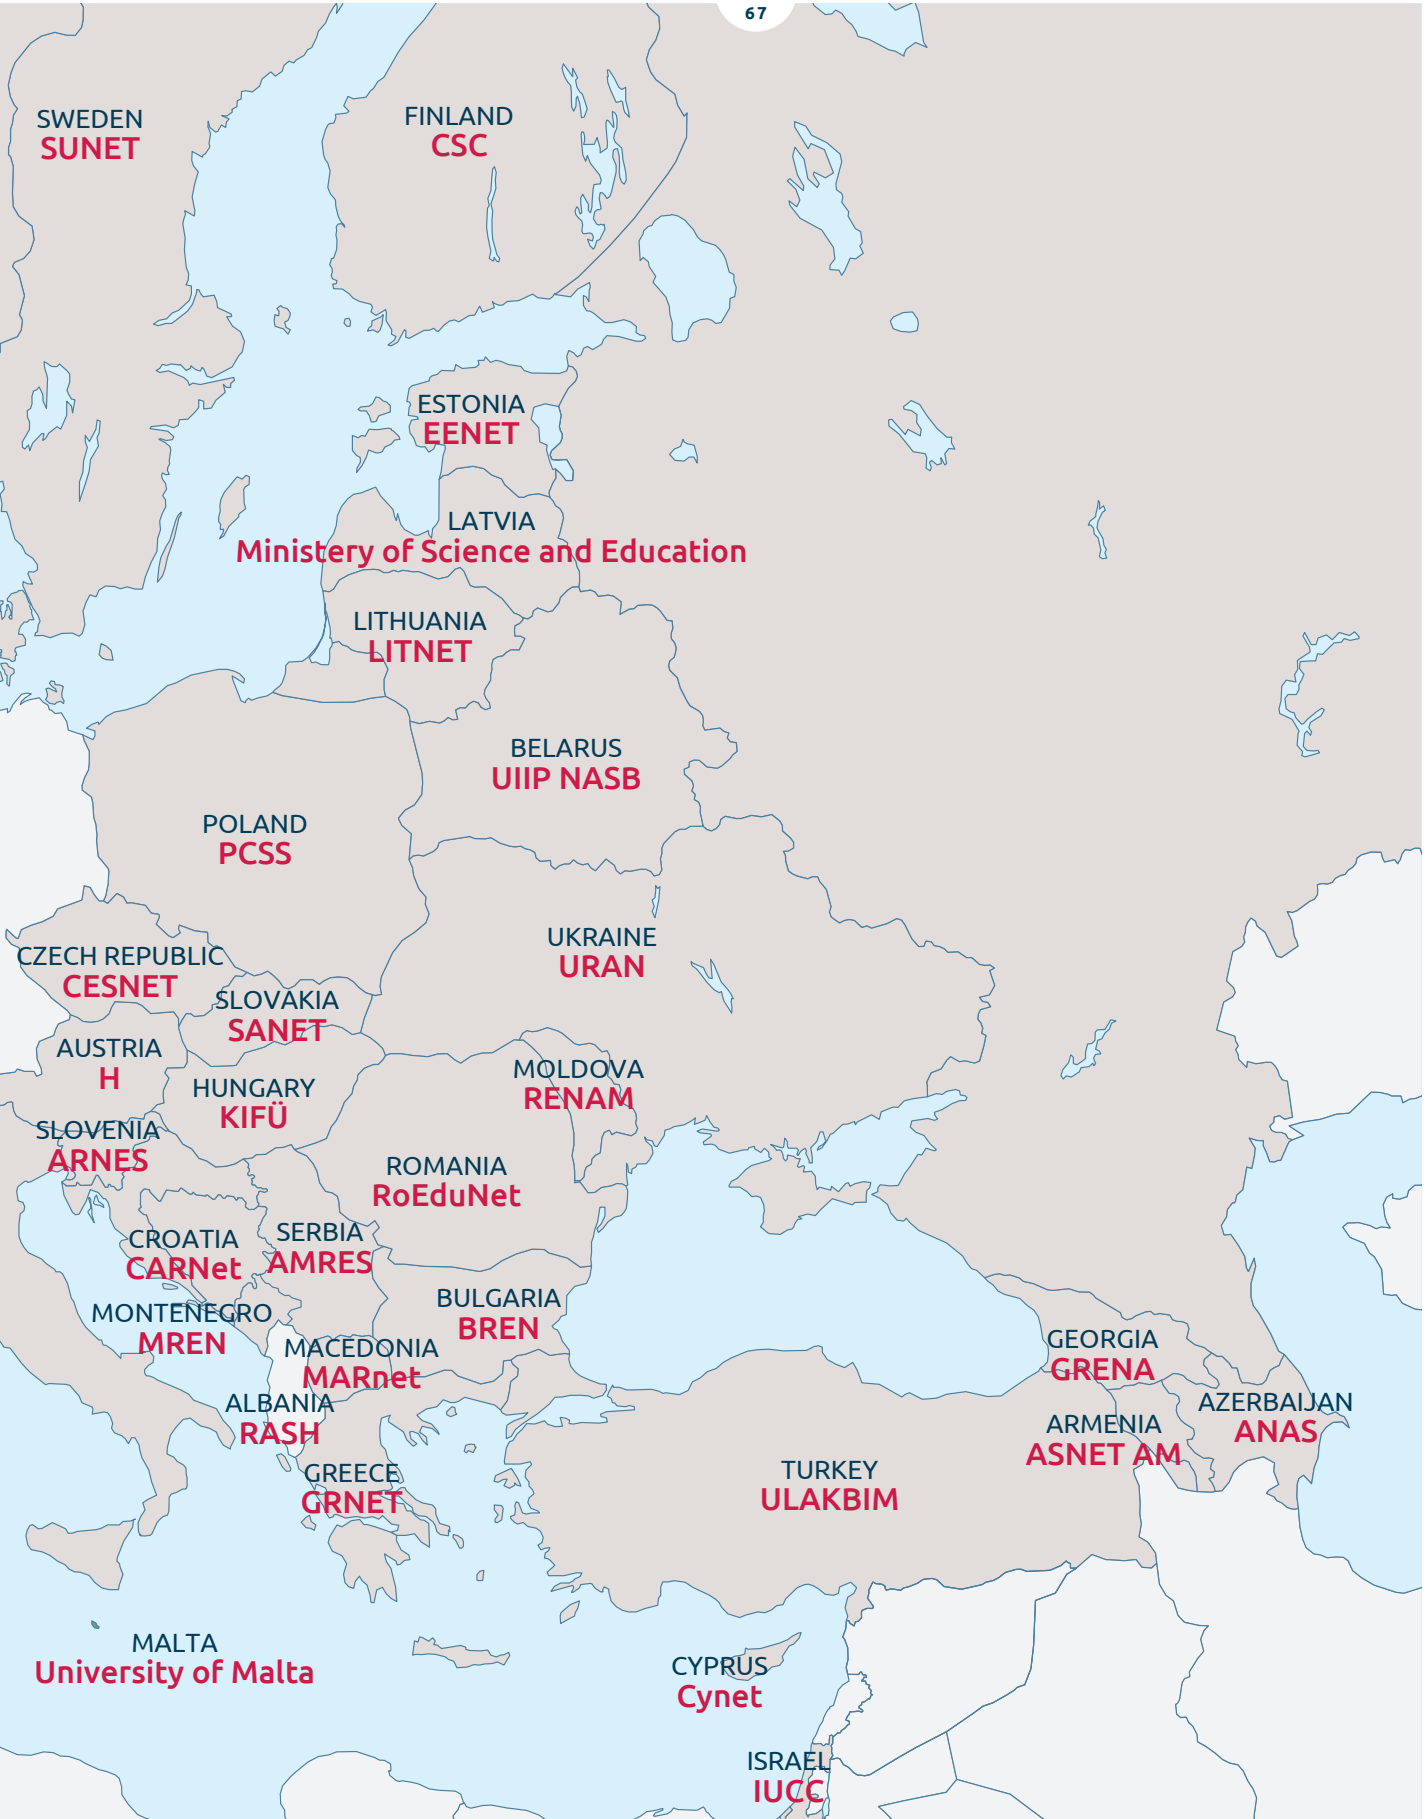 67
SWEDEN
SUNET
FINLAND
CSC
ESTONIA
EENET
LATVIA
Ministery of Science and Education
LITHUANIA
LITNET
BELARUS
UIIP NASB
POLAND
PCSS
UKRAINE
URAN
CZECH REPUBLIC
CESNET
SLOVAKIA
SANET
AUSTRIA
H
HUNGARY
KIFÜ
MOLDOVA
RENAM
SLOVENIA
ARNES
ROMANIA
RoEduNet
CROATIA
CARNet
SERBIA
AMRES
MONTENEGRO
MREN
BULGARIA
BREN
MACEDONIA
MARnet
GEORGIA
GRENA
ALBANIA
RASH
AZERBAIJAN
ANAS
ARMENIA
ASNET AM
GREECE
GRNET
TURKEY
ULAKBIM
MALTA
University of Malta
CYPRUS
Cynet
ISRAEL
IUCC